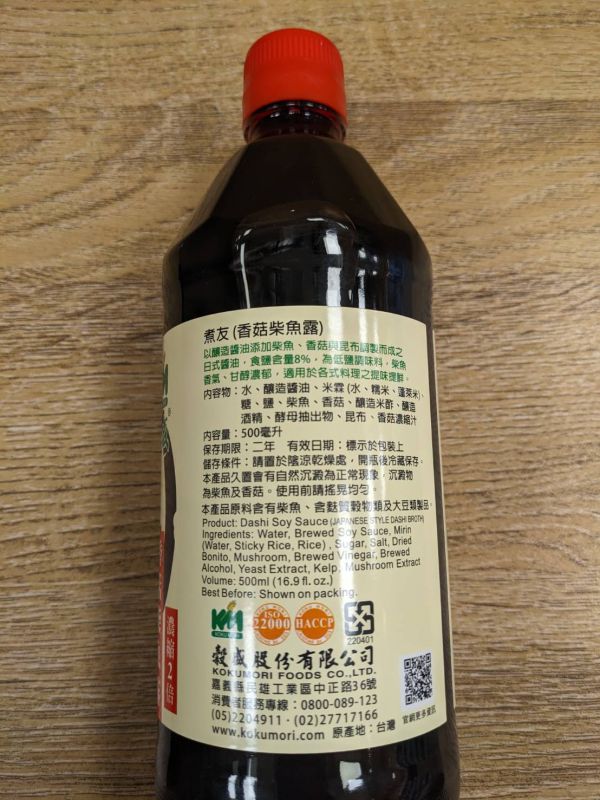 煮友(香菇柴魚露)
以釀造醬油添加柴魚、香菇與昆布調製而成之
日式醬油，食鹽含量8%，為低鹽調味料，柴魚
香氣、甘醇濃郁，適用於各式料理之提味提鮮。
內容物：水、釀造醬油、米霖(水、糯米、蓬萊米)、
糖、鹽、柴魚、香菇、釀造米醋、釀造
酒精、酵母抽出物、昆布、香菇濃縮汁
內容量：500毫升
保存期限：二年 有效日期：標示於包裝上
儲存條件：請置於陰涼乾燥處，開瓶後冷藏保存。
本產品久置會有自然沉澱為正常現象，沉澱物
為柴魚及香菇。使用前請搖晃均勻。
本產品原料含有柴魚、含麩質穀物類及大豆類製品。
Product: Dashi Soy Sauce (JAPANESE STYLE DASHI BROTH)
Ingredients: Water, Brewed Soy Sauce, Mirin
(Water, Sticky Rice, Rice) , Sugar, Salt, Dried
Bonito, Mushroom, Brewed Vinegar, Brewed
Alcohol, Yeast Extract, Kelp, Mushroom Extract
Volume: 500ml (16.9 fl. oz.)
Best Before: Shown on packing.
KM
ISO
22000
HACCP
220401
穀盛股份有限公司
KOKUMORI FOODS CO.,LTD.
嘉義縣民雄工業區中正路36號
消費者服務專線：0800-089-123
(05)2204911．(02)27717166
www.kokumori.com 原產地：台灣
官網更多資訊
濃縮2倍